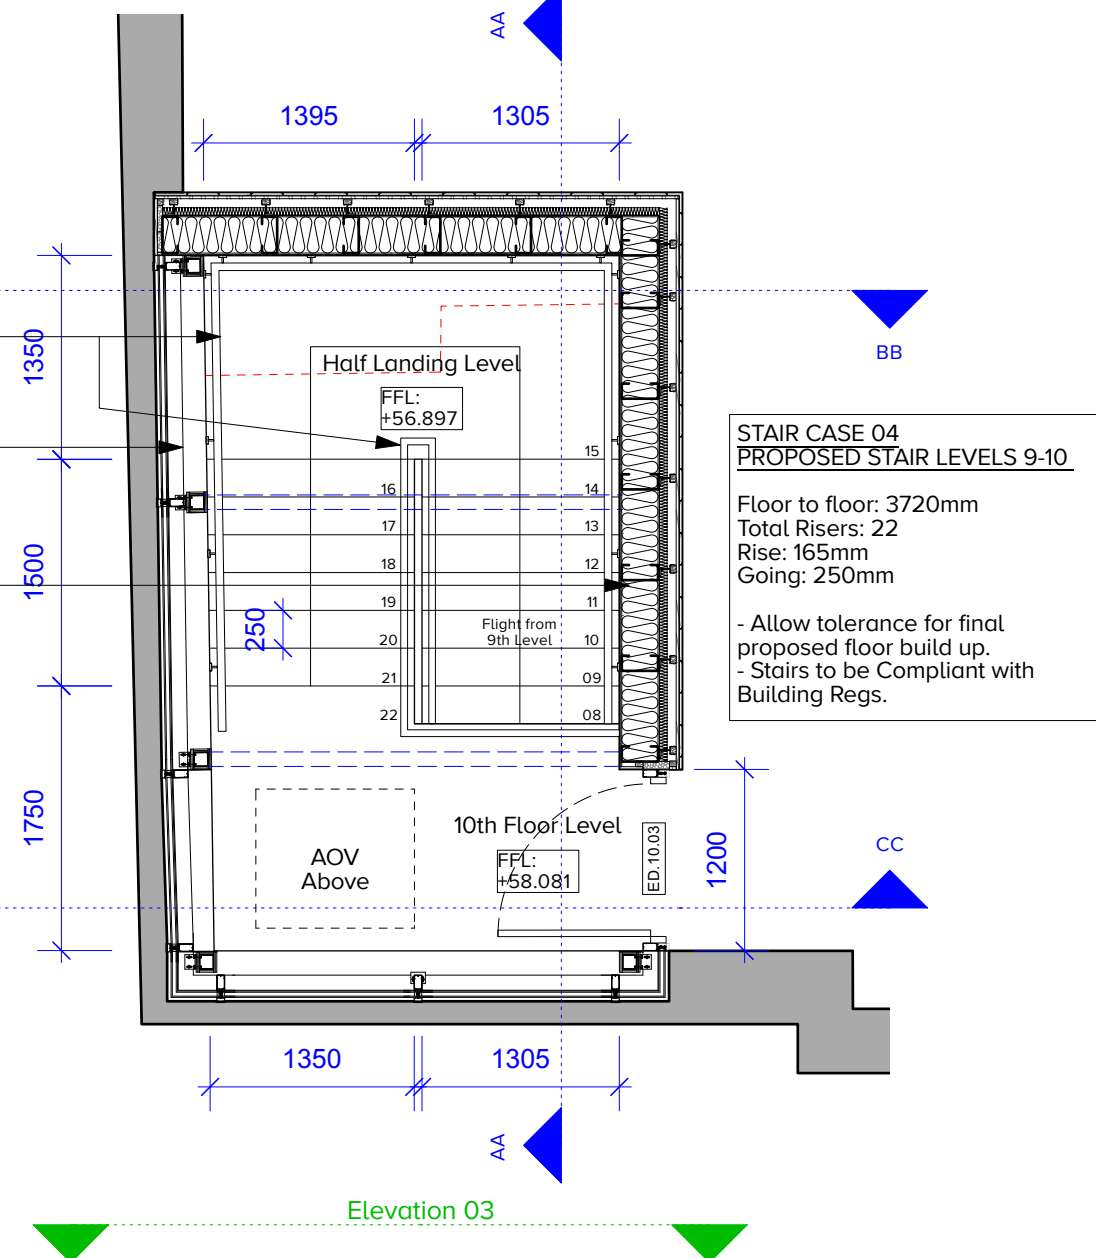 AA
1395
1305
1350
BB
Half Landing Level
FFL:
+56.897
STAIR CASE 04
PROPOSED STAIR LEVELS 9-10
Floor to floor: 3720mm
Total Risers: 22
Rise: 165mm
Going: 250mm
- Allow tolerance for final
proposed floor build up.
- Stairs to be Compliant with
Building Regs.
15
16
14
17
13
18
12
1500
19
11
250
Flight from
9th Level
20
10
21
09
22
08
1750
10th Floor Level
FFL:
+58.081
ED.10.03
1200
CC
AOV
Above
1350
1305
AA
Elevation 03